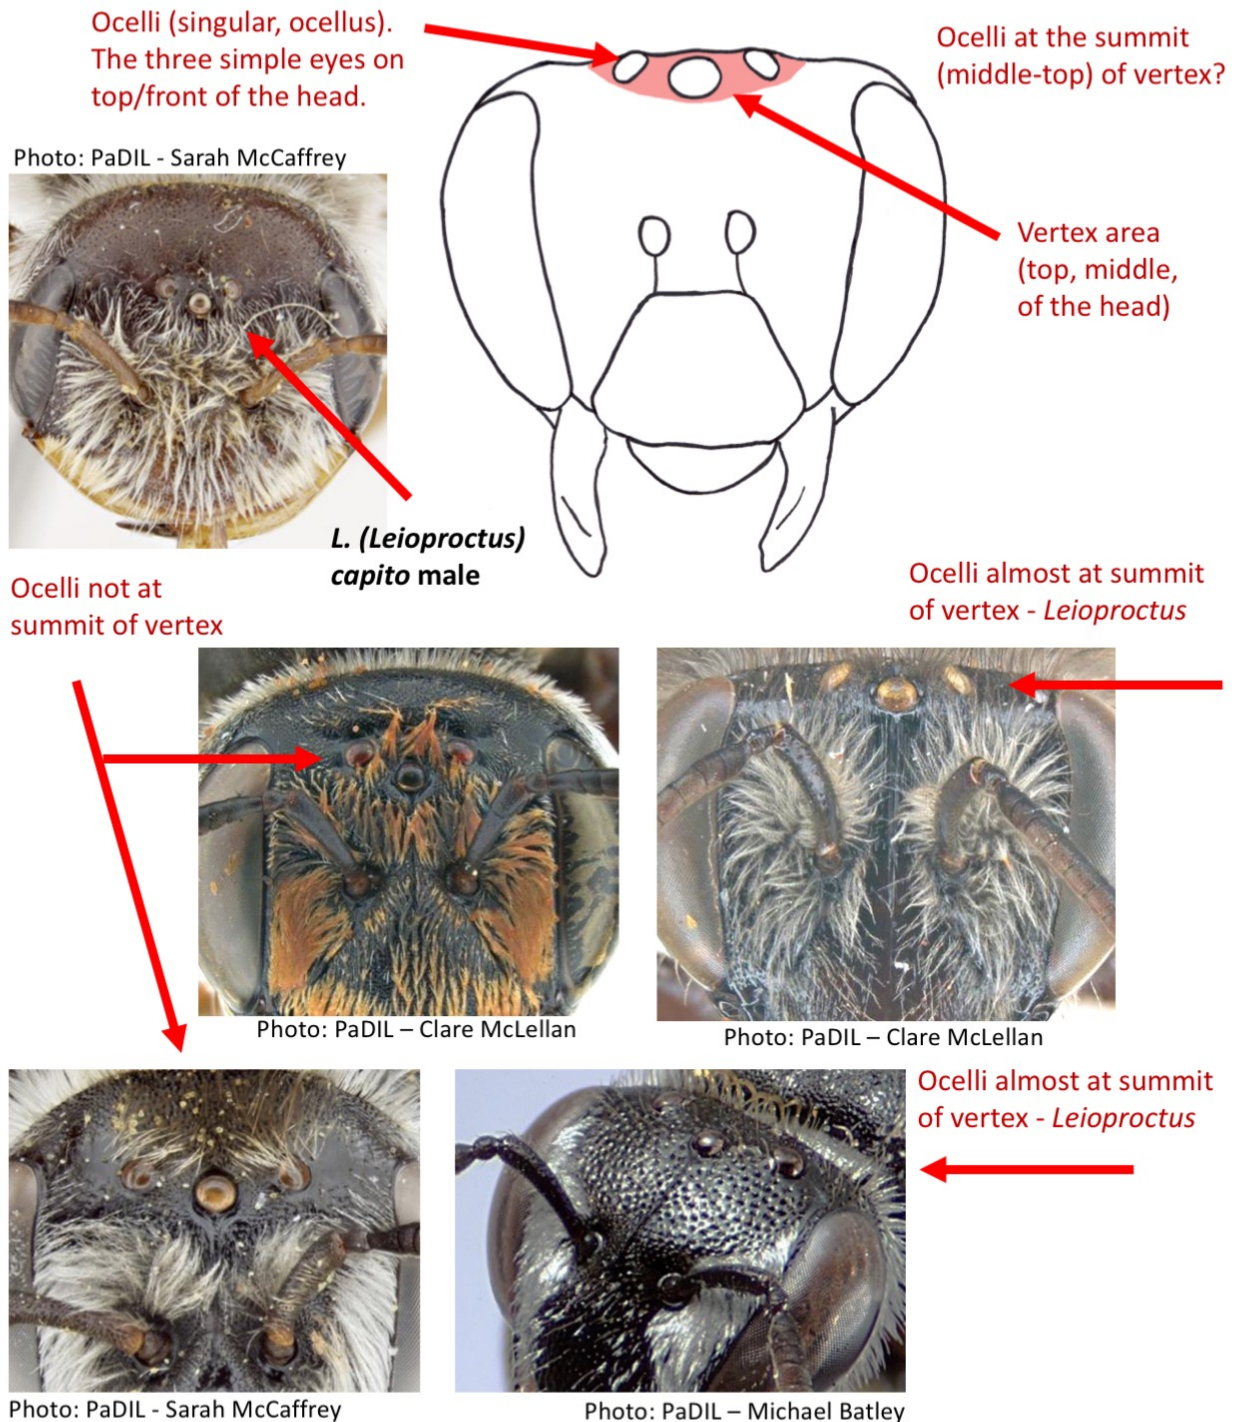 Ocelli (singular, ocellus).
The three simple eyes on
top/front of the head.
Ocelli at the summit
(middle-top) of vertex?
Photo: PaDIL - Sarah McCaffrey
Vertex area
(top, middle,
of the head)
L. (Leioproctus)
capito male
Ocelli not at
summit of vertex
Ocelli almost at summit
of vertex - Leioproctus
Photo: PaDIL – Clare McLellan
Photo: PaDIL – Clare McLellan
Ocelli almost at summit
of vertex - Leioproctus
Photo: PaDIL - Sarah McCaffrey
Photo: PaDIL – Michael Batley